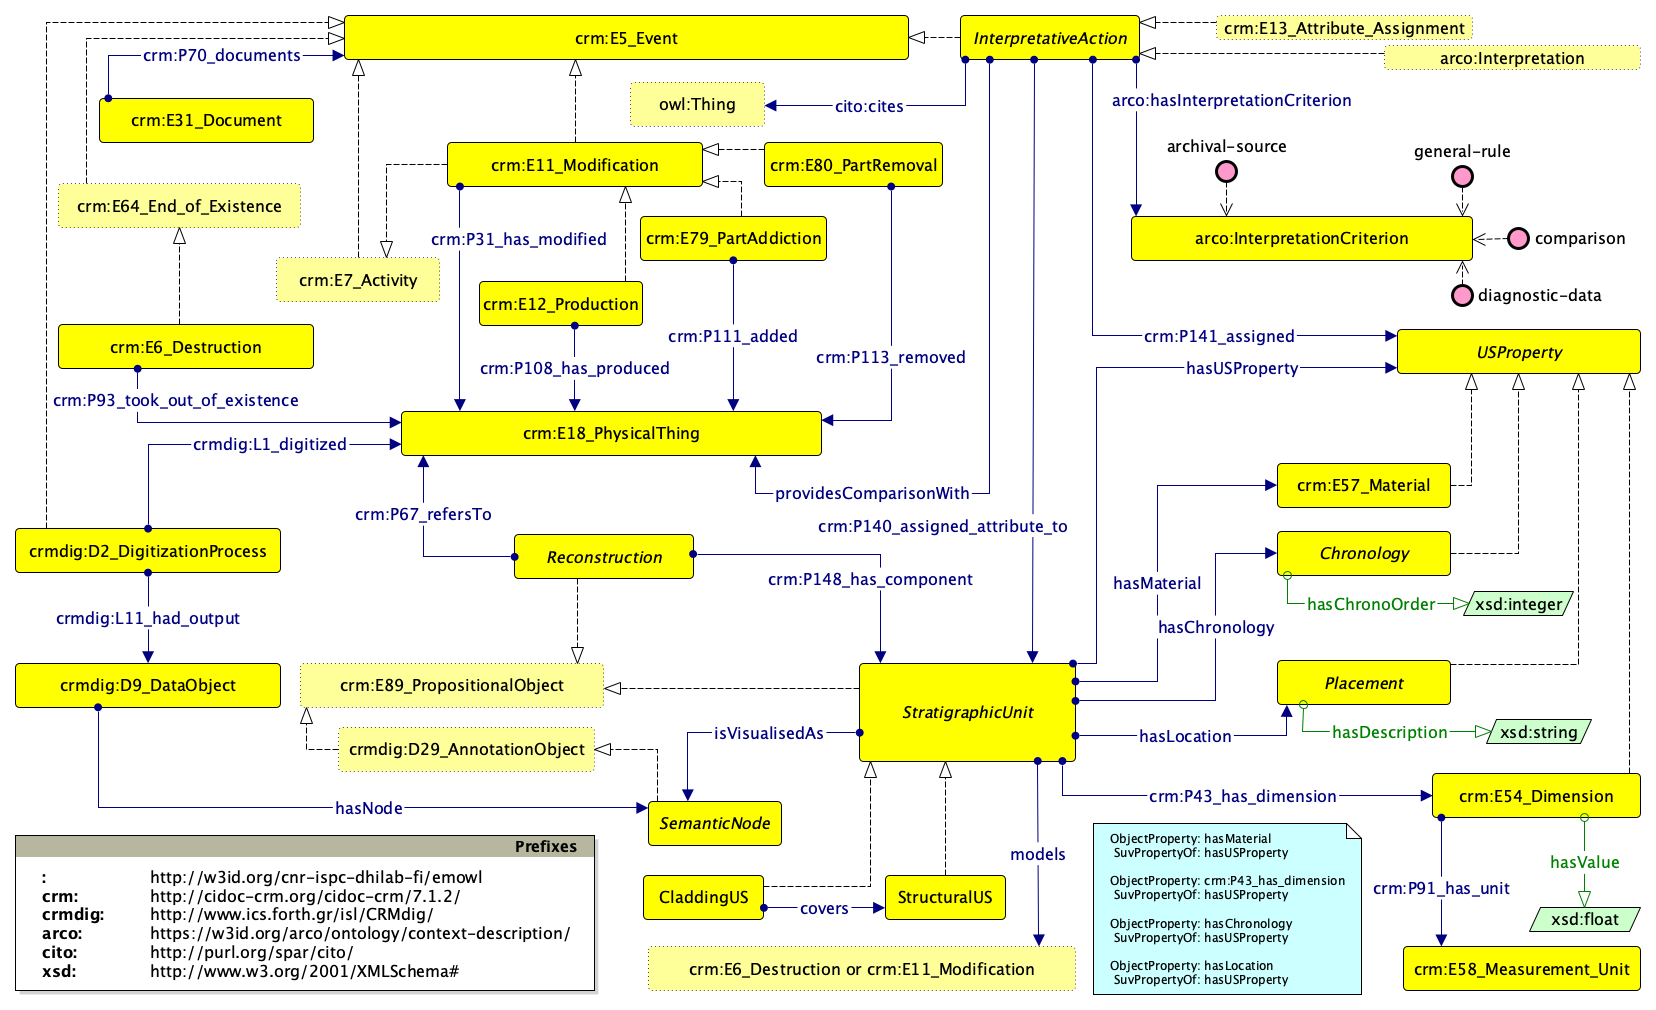 crm:E5_Event
InterpretativeAction
crm:E13_Attribute_Assignment
crm:P70_documents
arco:Interpretation
owl:Thing
cito:cites
arco:hasInterpretationCriterion
crm:E31_Document
archival-source
general-rule
crm:E11_Modification
crm:E80_PartRemoval
crm:E64_End_of_Existence
crm:P31_has_modified
crm:E79_PartAddiction
arco:InterpretationCriterion
comparison
crm:E7_Activity
crm:E12_Production
diagnostic-data
crm:P111_added
crm:P141_assigned
crm:E6_Destruction
crm:P113_removed
USProperty
crm:P108_has_produced
hasUSProperty
crm:P93_took_out_of_existence
crm:E18_PhysicalThing
crmdig:L1_digitized
crm:E57_Material
providesComparisonWith
crm:P67_refersTo
crm:P140_assigned_attribute_to
crmdig:D2_DigitizationProcess
Reconstruction
Chronology
crm:P148_has_component
hasMaterial
hasChronoOrder
xsd:integer
crmdig:L11_had_output
hasChronology
crmdig:D9_DataObject
crm:E89_PropositionalObject
Placement
StratigraphicUnit
isVisualisedAs
hasLocation
hasDescription
xsd:string
crmdig:D29_AnnotationObject
crm:P43_has_dimension
crm:E54_Dimension
hasNode
SemanticNode
Prefixes
: http://w3id.org/cnr-ispc-dhilab-fi/emowl
crm: http://cidoc-crm.org/cidoc-crm/7.1.2/
crmdig: http://www.ics.forth.gr/isl/CRMdig/
arco: https://w3id.org/arco/ontology/context-description/
cito: http://purl.org/spar/cito/
xsd: http://www.w3.org/2001/XMLSchema#
models
CladdingUS
covers
StructuralUS
crm:E6_Destruction or crm:E11_Modification
ObjectProperty: hasMaterial
SuvPropertyOf: hasUSProperty
ObjectProperty: crm:P43_has_dimension
SuvPropertyOf: hasUSProperty
ObjectProperty: hasChronology
SuvPropertyOf: hasUSProperty
ObjectProperty: hasLocation
SuvPropertyOf: hasUSProperty
hasValue
crm:P91_has_unit
xsd:float
crm:E58_Measurement_Unit